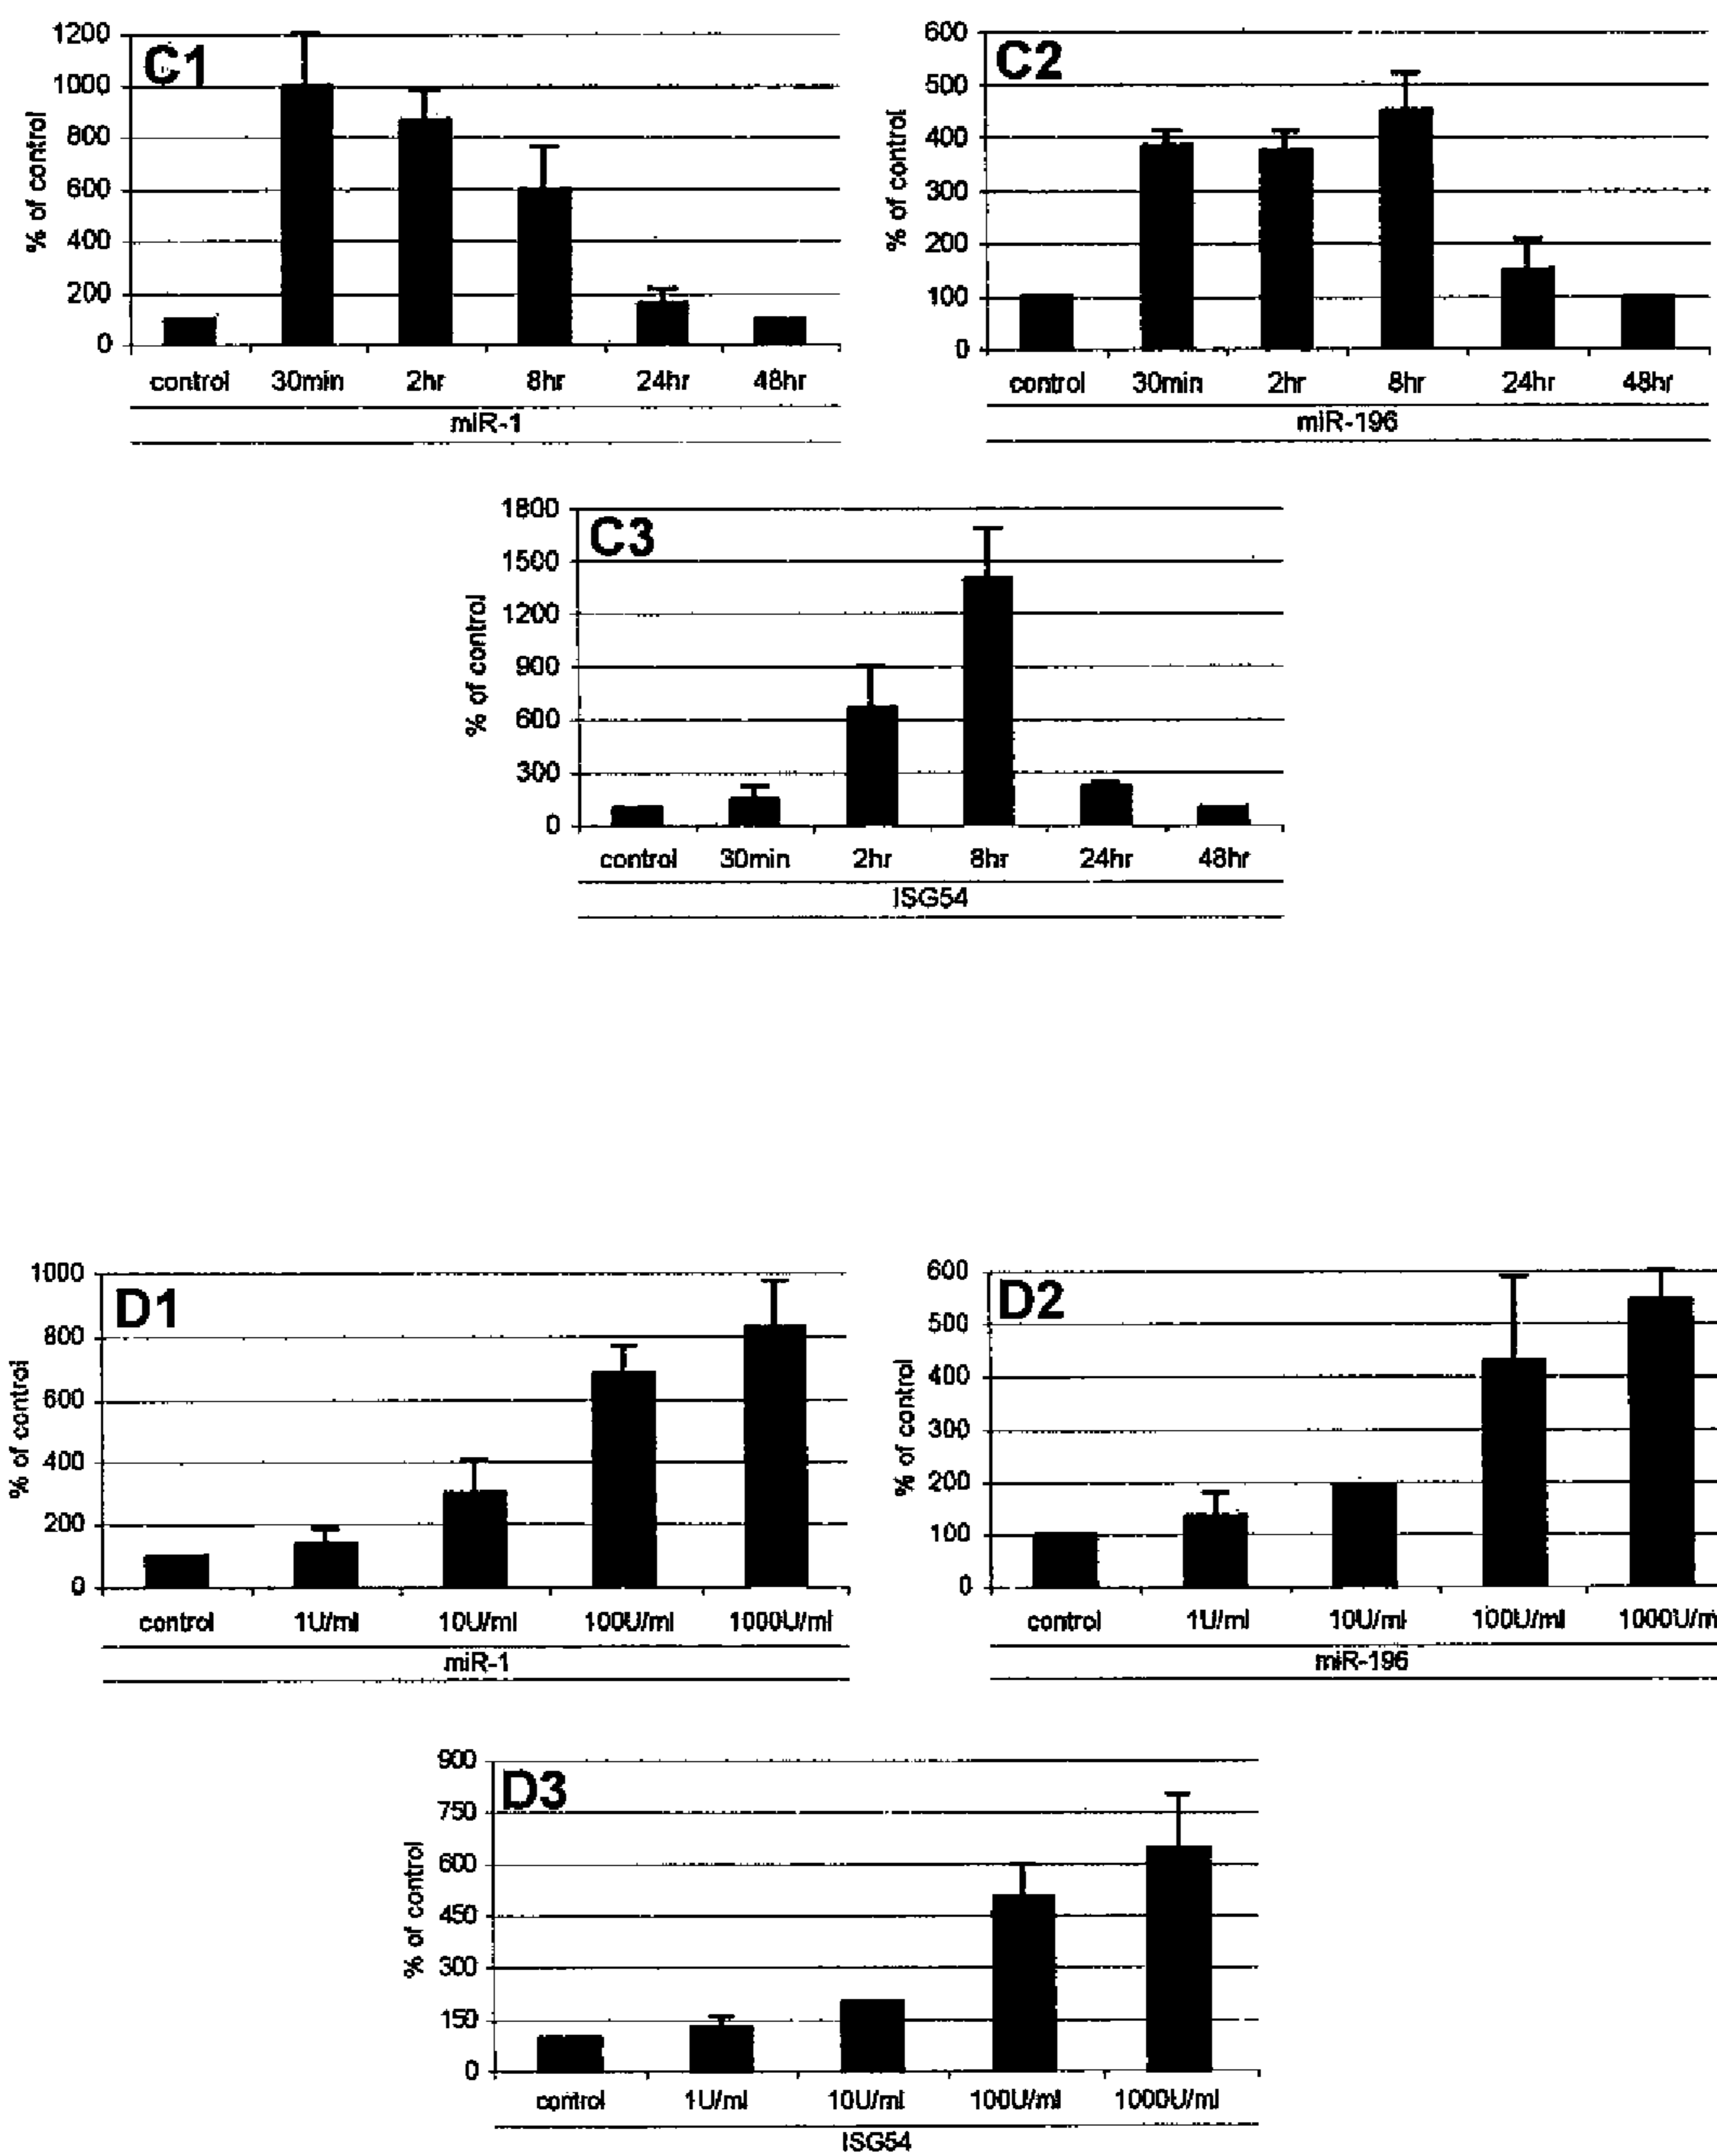 C1
% of control
1200
1000
800
600
400
200
0
control 30min 2hr 8hr 24hr 48hr
miR-1
C2
% of control
600
500
400
300
200
100
0
control 30min 2hr 8hr 24hr 48hr
miR-196
C3
% of control
1800
1500
1200
900
600
300
0
control 30min 2hr 8hr 24hr 48hr
ISG54
D1
% of control
1000
800
600
400
200
0
control 1U/ml 10U/ml 100U/ml 1000U/ml
miR-1
D2
% of control
600
500
400
300
200
100
0
control 1U/ml 10U/ml 100U/ml 1000U/m
miR-196
D3
% of control
900
750
600
450
300
150
0
control 1U/ml 10U/ml 100U/ml 1000U/ml
ISG54